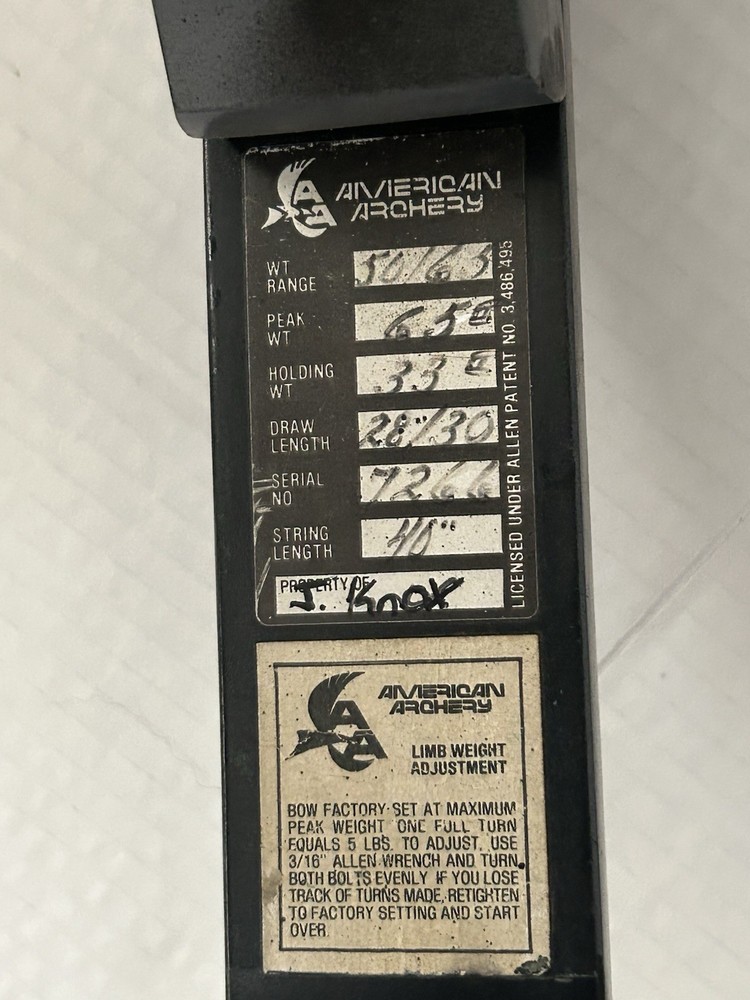 AMERICAN
ARCHERY
WT
RANGE
50/65
PEAK
WT
65#
HOLDING
WT
33#
DRAW
LENGTH
28"/30
SERIAL
NO
7266
STRING
LENGTH
40"
PROPERTY OF
J. Knox
LICENSED UNDER ALLEN PATENT NO. 3,486,495
AMERICAN
ARCHERY
LIMB WEIGHT
ADJUSTMENT
BOW FACTORY SET AT MAXIMUM
PEAK WEIGHT ONE FULL TURN
EQUALS 5 LBS. TO ADJUST, USE
3/16" ALLEN WRENCH AND TURN
BOTH BOLTS EVENLY IF YOU LOSE
TRACK OF TURNS MADE, RETIGHTEN
TO FACTORY SETTING AND START
OVER